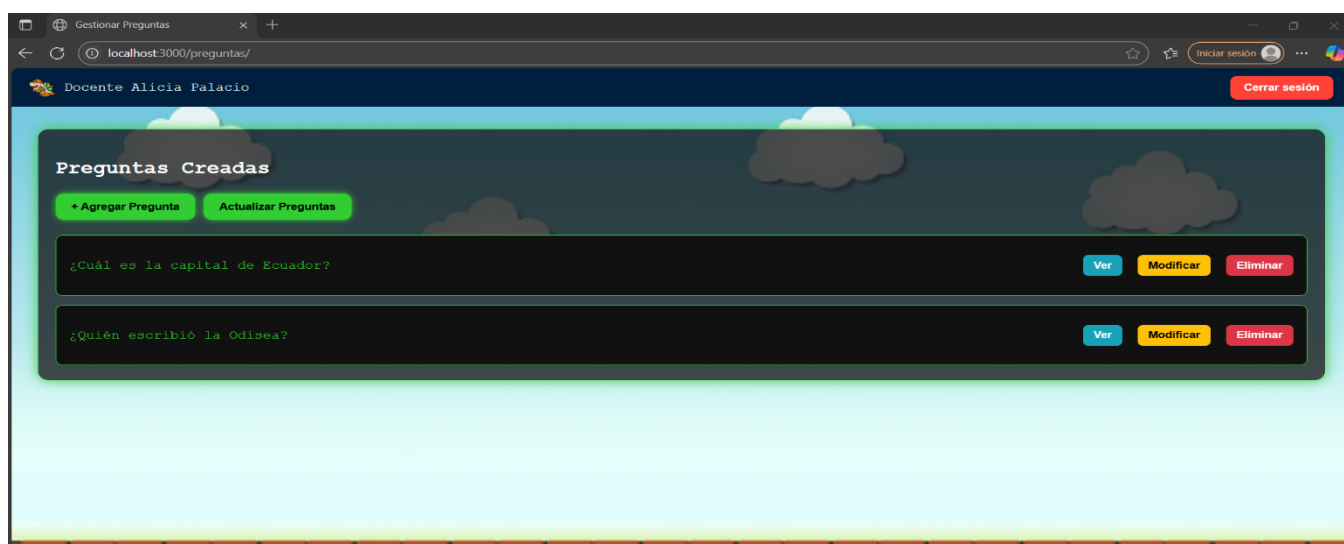 Gestionar Preguntas
localhost:3000/preguntas/
Iniciar sesión
Docente Alicia Palacio
Cerrar sesión
Preguntas Creadas
+ Agregar Pregunta Actualizar Preguntas
¿Cuál es la capital de Ecuador? Ver Modificar Eliminar
¿Quién escribió la Odisea? Ver Modificar Eliminar